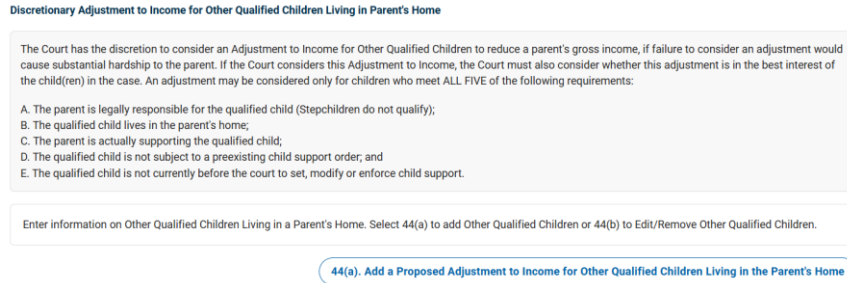 Discretionary Adjustment to Income for Other Qualified Children Living in Parent's Home
The Court has the discretion to consider an Adjustment to Income for Other Qualified Children to reduce a parent's gross income, if failure to consider an adjustment would
cause substantial hardship to the parent. If the Court considers this Adjustment to Income, the Court must also consider whether this adjustment is in the best interest of
the child(ren) in the case. An adjustment may be considered only for children who meet ALL FIVE of the following requirements:
A. The parent is legally responsible for the qualified child (Stepchildren do not qualify);
B. The qualified child lives in the parent's home;
C. The parent is actually supporting the qualified child;
D. The qualified child is not subject to a preexisting child support order; and
E. The qualified child is not currently before the court to set, modify or enforce child support.
Enter information on Other Qualified Children Living in a Parent's Home. Select 44(a) to add Other Qualified Children or 44(b) to Edit/Remove Other Qualified Children.
44(a). Add a Proposed Adjustment to Income for Other Qualified Children Living in the Parent's Home